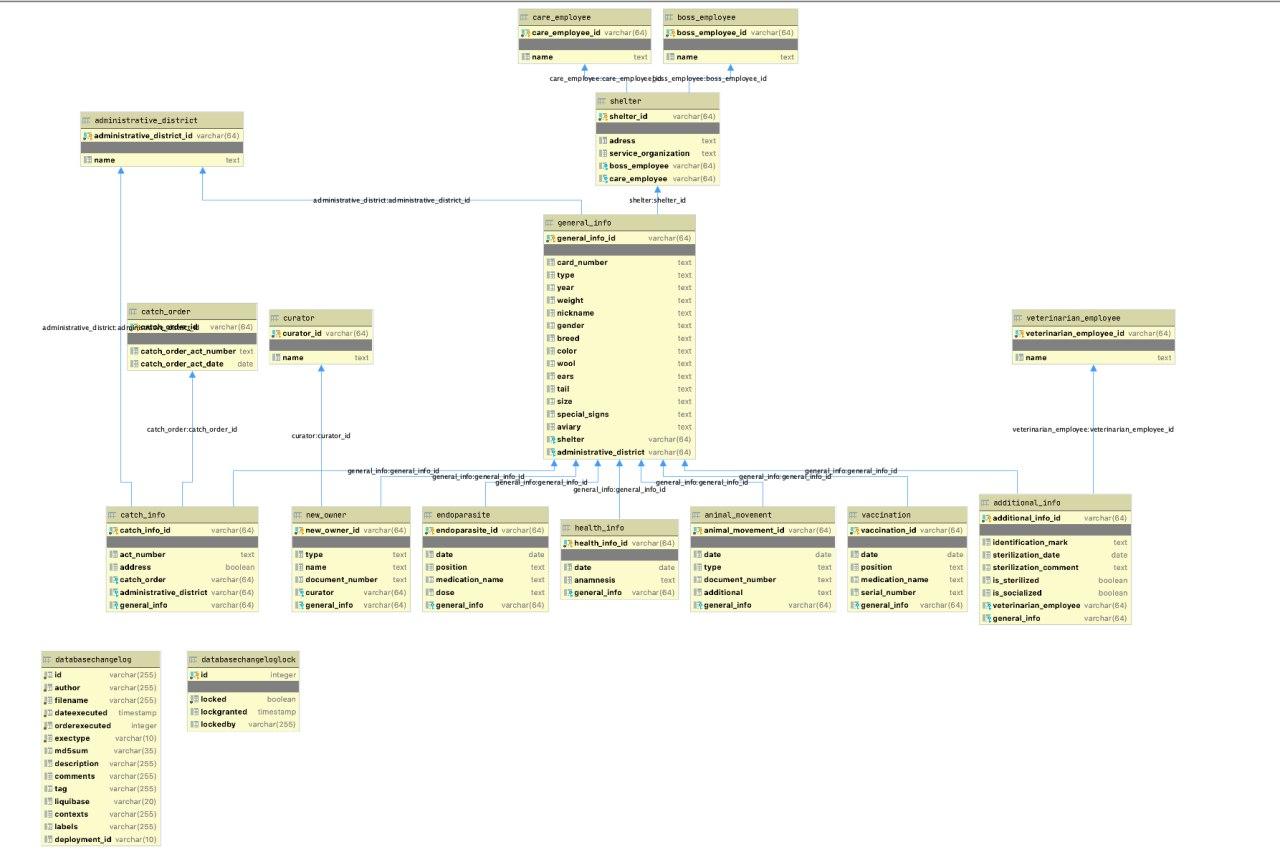 care_employee
care_employee_id varchar(64)
name text
boss_employee
boss_employee_id varchar(64)
name text
care_employee:care_employee_id
boss_employee:boss_employee_id
shelter
shelter_id varchar(64)
adress text
service_organization text
boss_employee varchar(64)
care_employee varchar(64)
administrative_district
administrative_district_id varchar(64)
name text
administrative_district:administrative_district_id
shelter:shelter_id
general_info
general_info_id varchar(64)
card_number text
type text
year text
weight text
nickname text
gender text
breed text
color text
wool text
ears text
tail text
size text
special_signs text
aviary text
shelter varchar(64)
administrative_district varchar(64)
catch_order
catch_order_id varchar(64)
catch_order_act_number text
catch_order_act_date date
administrative_district:administrative_district_id
curator
curator_id varchar(64)
name text
veterinarian_employee
veterinarian_employee_id varchar(64)
name text
catch_order:catch_order_id
curator:curator_id
veterinarian_employee:veterinarian_employee_id
general_info:general_info_id
general_info:general_info_id
general_info:general_info_id
general_info:general_info_id
general_info:general_info_id
general_info:general_info_id
general_info:general_info_id
catch_info
catch_info_id varchar(64)
act_number text
address boolean
catch_order varchar(64)
administrative_district varchar(64)
general_info varchar(64)
new_owner
new_owner_id varchar(64)
type text
name text
document_number text
curator varchar(64)
general_info varchar(64)
endoparasite
endoparasite_id varchar(64)
date date
position text
medication_name text
dose text
general_info varchar(64)
health_info
health_info_id varchar(64)
date date
anamnesis text
general_info varchar(64)
animal_movement
animal_movement_id varchar(64)
date date
type text
document_number text
additional text
general_info varchar(64)
vaccination
vaccination_id varchar(64)
date date
position text
medication_name text
serial_number text
general_info varchar(64)
additional_info
additional_info_id varchar(64)
identification_mark text
sterilization_date date
sterilization_comment text
is_sterilized boolean
is_socialized boolean
veterinarian_employee varchar(64)
general_info varchar(64)
databasechangelog
id varchar(255)
author varchar(255)
filename varchar(255)
dateexecuted timestamp
orderexecuted integer
exectype varchar(10)
md5sum varchar(35)
description varchar(255)
comments varchar(255)
tag varchar(255)
liquibase varchar(20)
contexts varchar(255)
labels varchar(255)
deployment_id varchar(10)
databasechangeloglock
id integer
locked boolean
lockgranted timestamp
lockedby varchar(255)